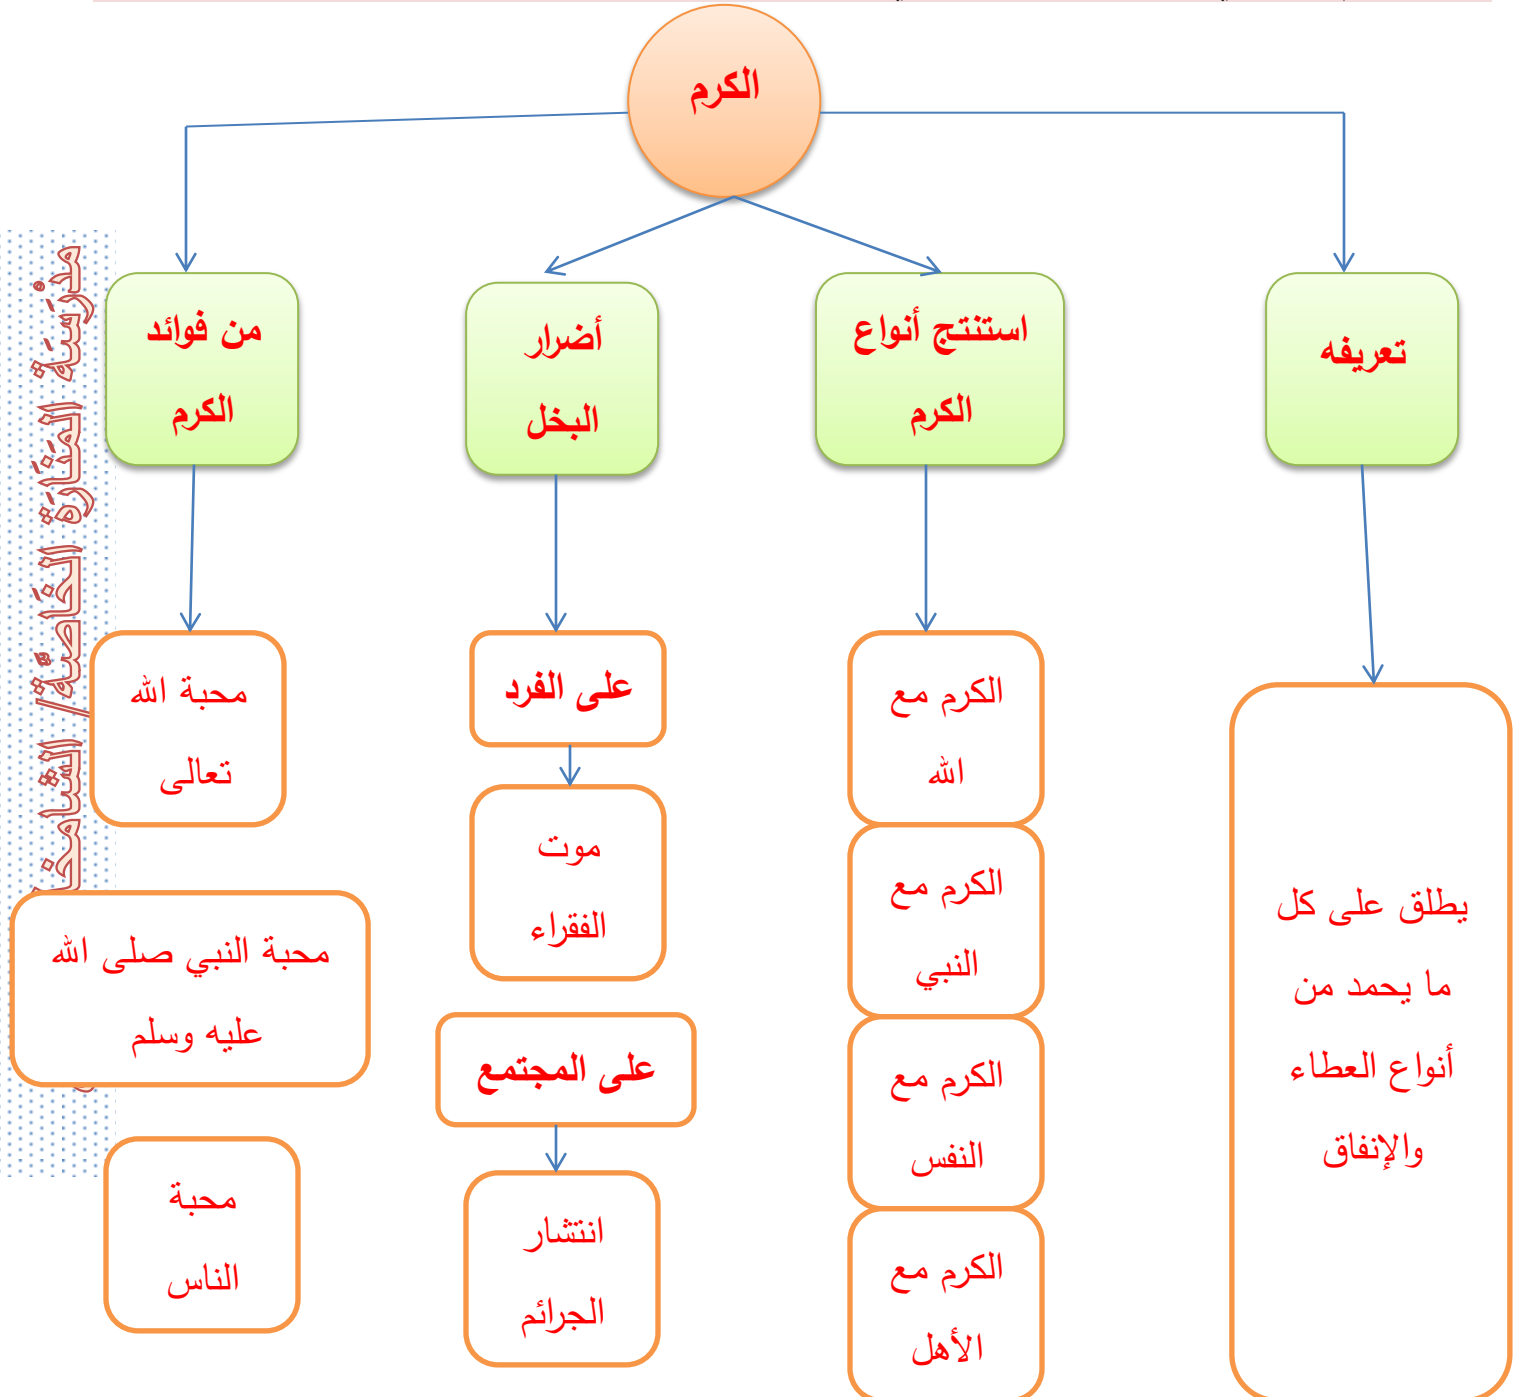 الكرم
تعريفه
استنتج أنواع
الكرم
أضرار
البخل
من فوائد
الكرم
يطلق على كل
ما يحمد من
أنواع العطاء
والإنفاق
الكرم مع
الله
الكرم مع
النبي
الكرم مع
النفس
الكرم مع
الأهل
على الفرد
موت
الفقراء
على المجتمع
انتشار
الجرائم
محبة الله
تعالى
محبة النبي صلى الله
عليه وسلم
محبة
الناس
مدرسة المنارة الخاصة/